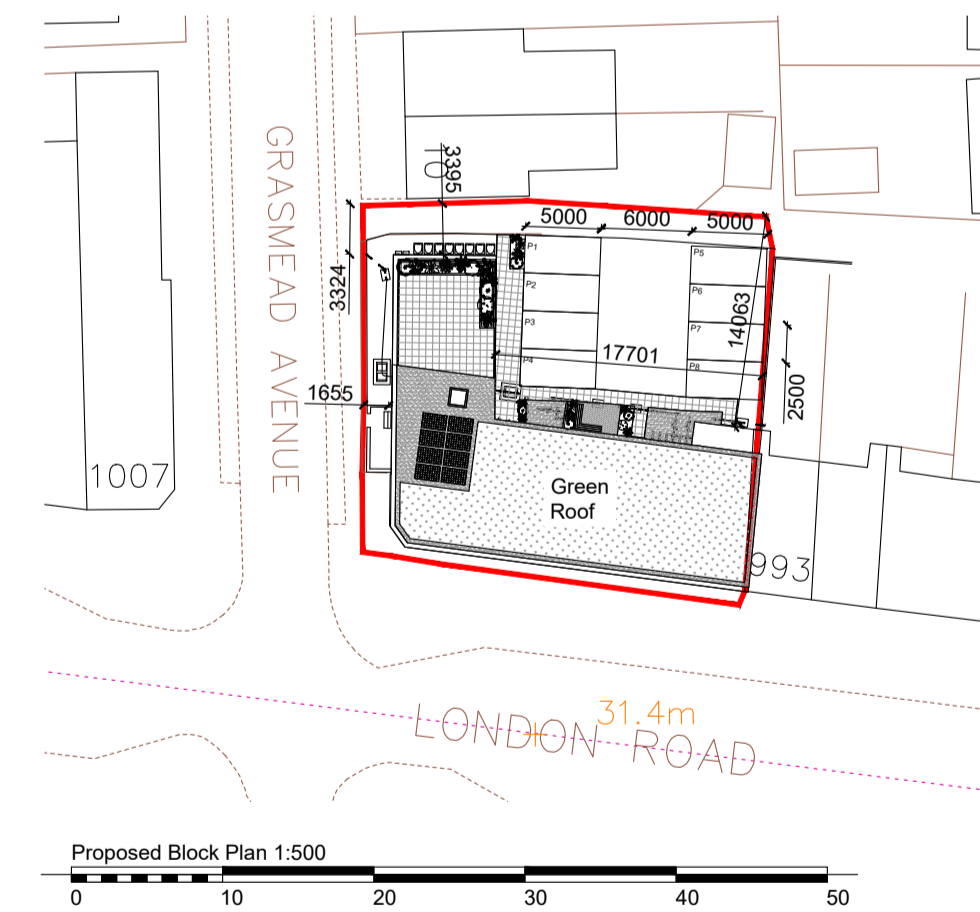 GRASMEAD AVENUE
10
3395
5000 6000 5000
P1
P5
P2
P6
3324
P3
P7
14063
17701
P4
P8
2500
1655
1007
Green
Roof
993
31.4m
LONDON ROAD
Proposed Block Plan 1:500
0 10 20 30 40 50